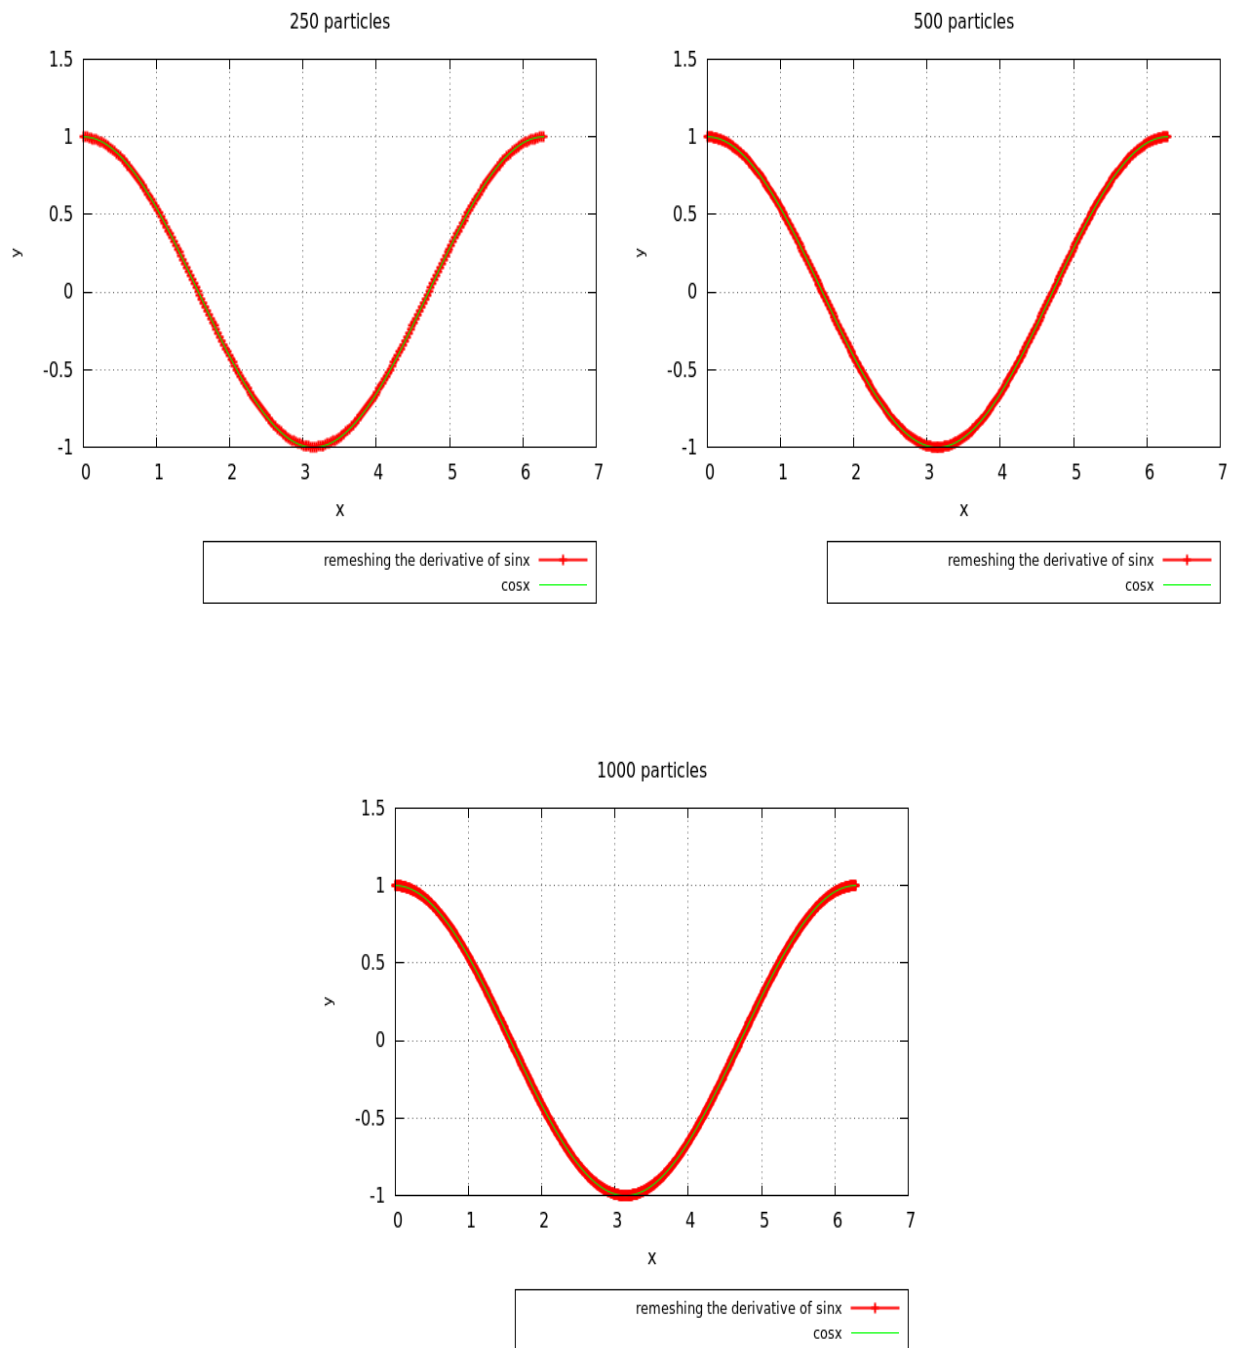 250 particles
1.5
1
0.5
0
-0.5
-1
y
0 1 2 3 4 5 6 7
x
remeshing the derivative of sinx
cosx
500 particles
1.5
1
0.5
0
-0.5
-1
y
0 1 2 3 4 5 6 7
x
remeshing the derivative of sinx
cosx
1000 particles
1.5
1
0.5
0
-0.5
-1
y
0 1 2 3 4 5 6 7
x
remeshing the derivative of sinx
cosx